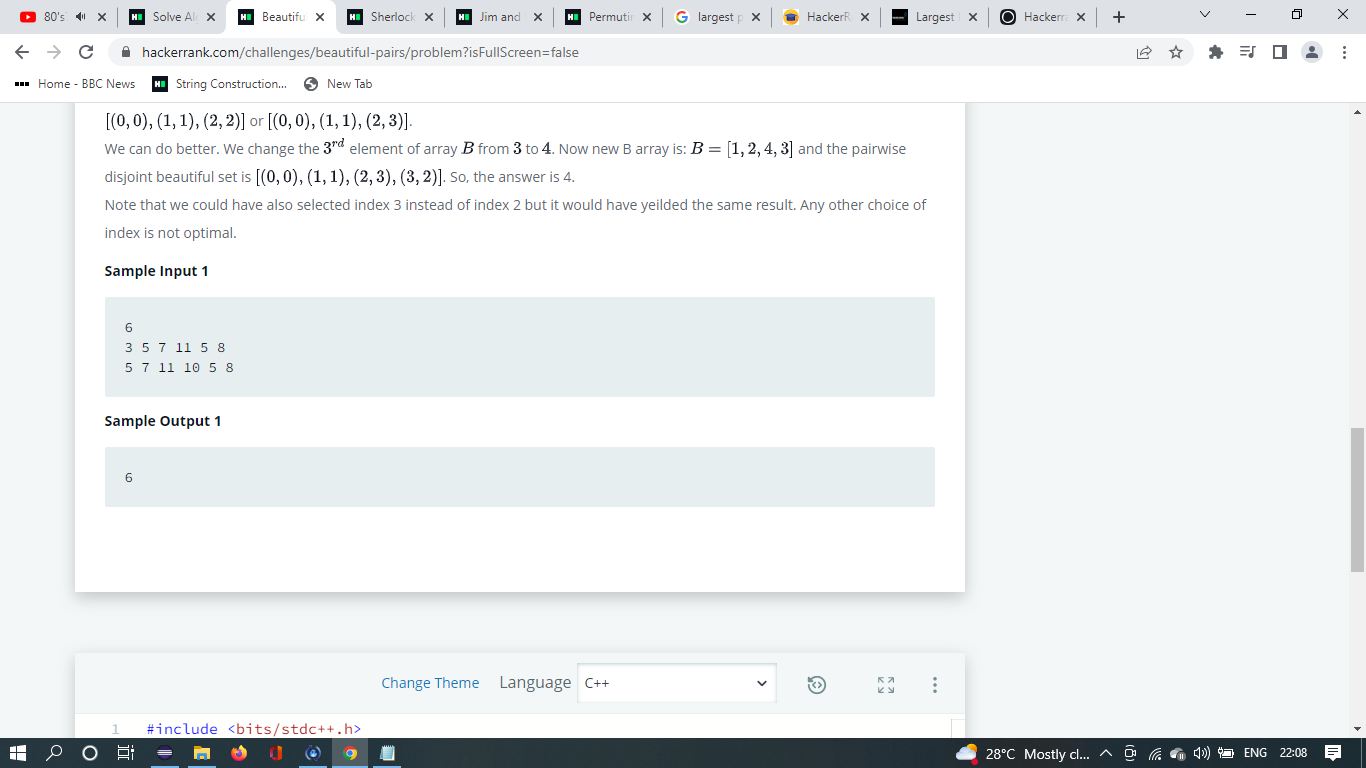 80's
Solve Al
Beautifu
Sherlock
Jim and
Permutin
largest p
HackerR
Largest
Hackerra
hackerrank.com/challenges/beautiful-pairs/problem?isFullScreen=false
Home - BBC News
String Construction...
New Tab
[(0, 0), (1, 1), (2, 2)] or [(0, 0), (1, 1), (2, 3)].
We can do better. We change the 3rd element of array B from 3 to 4. Now new B array is: B = [1, 2, 4, 3] and the pairwise
disjoint beautiful set is [(0, 0), (1, 1), (2, 3), (3, 2)]. So, the answer is 4.
Note that we could have also selected index 3 instead of index 2 but it would have yeilded the same result. Any other choice of
index is not optimal.
Sample Input 1
6
3 5 7 11 5 8
5 7 11 10 5 8
Sample Output 1
6
Change Theme Language C++
1 #include <bits/stdc++.h>
28°C Mostly cl... ENG 22:08